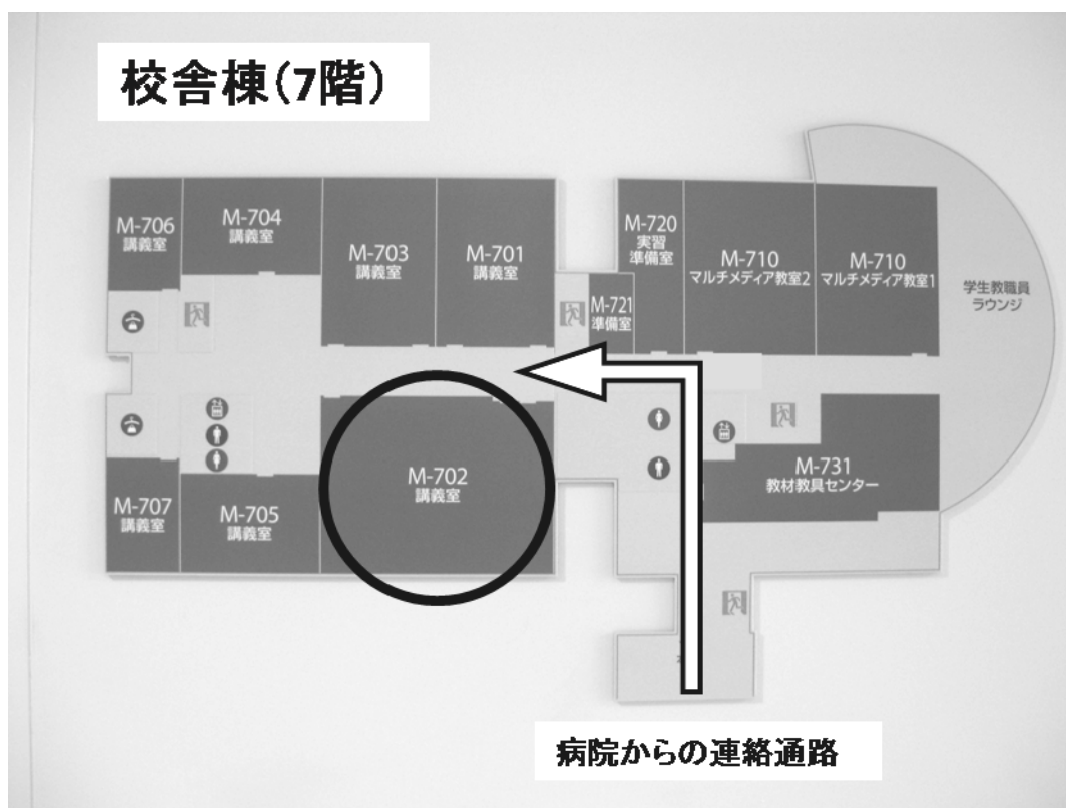 校舎棟(7階)
M-706
講義室
M-704
講義室
M-703
講義室
M-701
講義室
M-720
実習
準備室
M-710
マルチメディア教室2
M-710
マルチメディア教室1
学生教職員
ラウンジ
M-721
準備室
M-702
講義室
M-731
教材教具センター
M-707
講義室
M-705
講義室
病院からの連絡通路